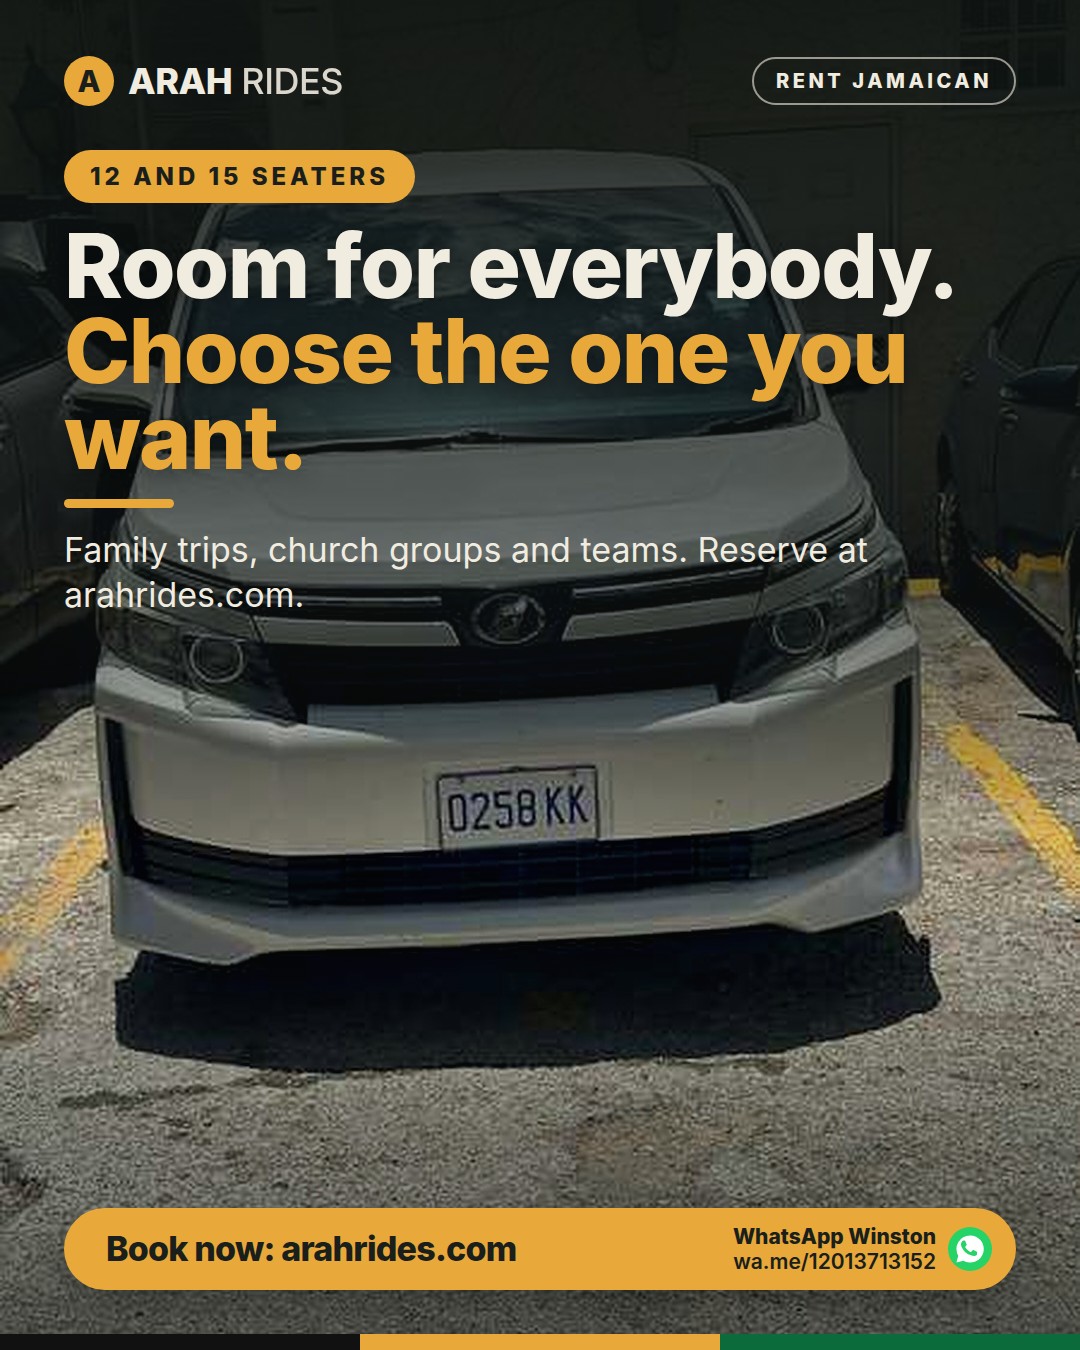 A ARAH RIDES
RENT JAMAICAN
12 AND 15 SEATERS
Room for everybody.
Choose the one you
want.
Family trips, church groups and teams. Reserve at
arahrides.com.
0258 KK
Book now: arahrides.com
WhatsApp Winston
wa.me/12013713152